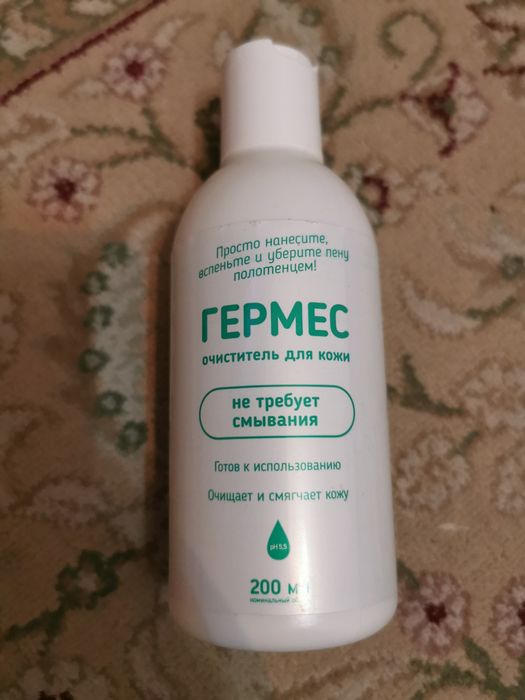 Просто нанесите,
вспеньте и уберите пену
полотенцем!
ГЕРМЕС
очиститель для кожи
не требует
смывания
Готов к использованию
Очищает и смягчает кожу
pH 5,5
200
номинальный